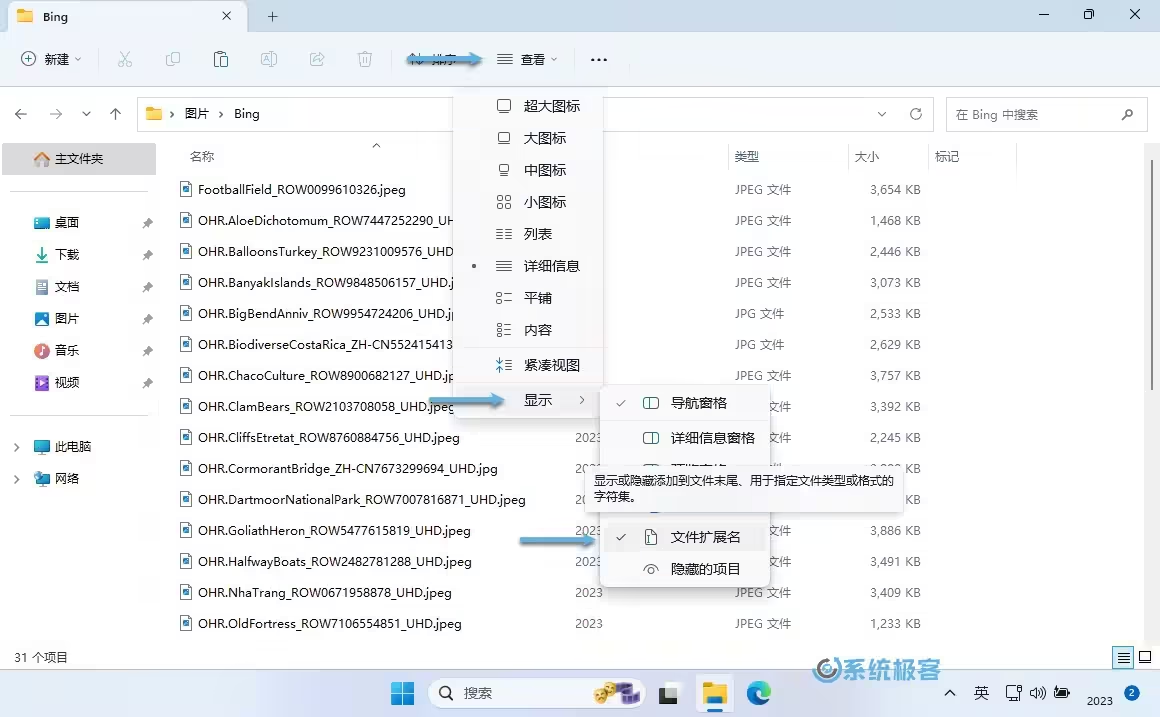 Bing
新建
查看
图片
Bing
在 Bing 中搜索
主文件夹
桌面
下载
文档
图片
音乐
视频
此电脑
网络
名称
类型
大小
标记
FootballField_ROW0099610326.jpeg
JPEG 文件
3,654 KB
OHR.AloeDichotomum_ROW7447252290_UH
JPEG 文件
1,468 KB
OHR.BalloonsTurkey_ROW9231009576_UHD
JPEG 文件
2,446 KB
OHR.BanyakIslands_ROW9848506157_UHD.j
JPEG 文件
3,073 KB
OHR.BigBendAnniv_ROW9954724206_UHD.j
JPG 文件
2,533 KB
OHR.BiodiverseCostaRica_ZH-CN552415413
JPG 文件
2,629 KB
OHR.ChacoCulture_ROW8900682127_UHD.jp
JPEG 文件
3,757 KB
OHR.ClamBears_ROW2103708058_UHD.jpeg
文件
3,392 KB
OHR.CliffsEtretat_ROW8760884756_UHD.jpeg
2023
文件
2,245 KB
OHR.CormorantBridge_ZH-CN7673299694_UHD.jpg
2023
OHR.DartmoorNationalPark_ROW7007816871_UHD.jpeg
KB
OHR.GoliathHeron_ROW5477615819_UHD.jpeg
2023
文件
3,886 KB
OHR.HalfwayBoats_ROW2482781288_UHD.jpeg
2023
文件
3,491 KB
OHR.NhaTrang_ROW0671958878_UHD.jpeg
2023
JPEG 文件
3,409 KB
OHR.OldFortress_ROW7106554851_UHD.jpeg
2023
JPEG 文件
1,233 KB
超大图标
大图标
中图标
小图标
列表
详细信息
平铺
内容
紧凑视图
显示
导航窗格
详细信息窗格
显示或隐藏添加到文件末尾、用于指定文件类型或格式的
字符集。
文件扩展名
隐藏的项目
31 个项目
系统极客
搜索
英
2023
2